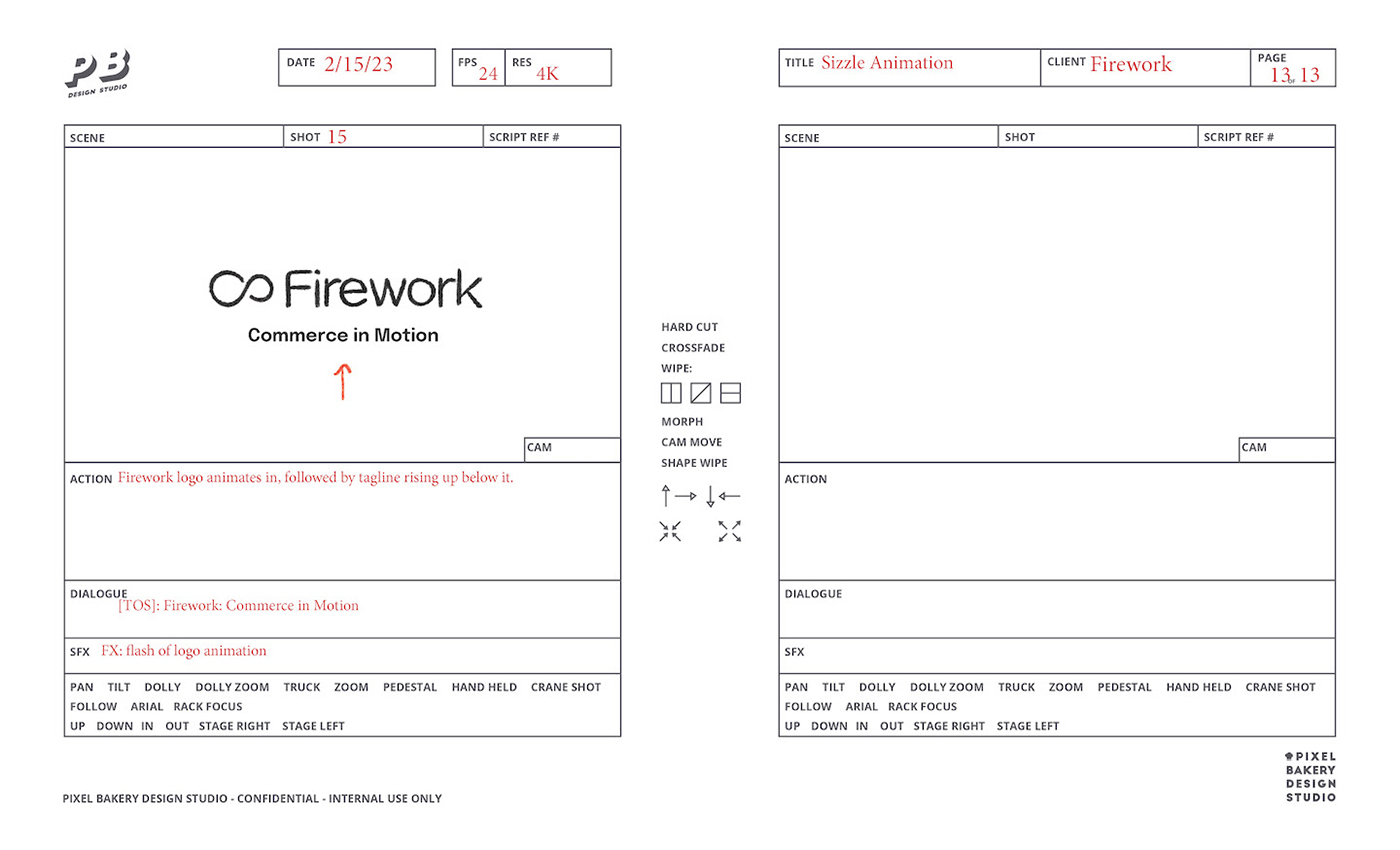 PB
DESIGN STUDIO
DATE 2/15/23
FPS 24 RES 4K
TITLE Sizzle Animation
CLIENT Firework
PAGE
13 OF 13
SCENE SHOT 15 SCRIPT REF #
Firework
Commerce in Motion
CAM
ACTION Firework logo animates in, followed by tagline rising up below it.
DIALOGUE
[TOS]: Firework: Commerce in Motion
SFX FX: flash of logo animation
PAN TILT DOLLY DOLLY ZOOM TRUCK ZOOM PEDESTAL HAND HELD CRANE SHOT
FOLLOW ARIAL RACK FOCUS
UP DOWN IN OUT STAGE RIGHT STAGE LEFT
HARD CUT
CROSSFADE
WIPE:
MORPH
CAM MOVE
SHAPE WIPE
SCENE SHOT SCRIPT REF #
CAM
ACTION
DIALOGUE
SFX
PAN TILT DOLLY DOLLY ZOOM TRUCK ZOOM PEDESTAL HAND HELD CRANE SHOT
FOLLOW ARIAL RACK FOCUS
UP DOWN IN OUT STAGE RIGHT STAGE LEFT
PIXEL BAKERY DESIGN STUDIO - CONFIDENTIAL - INTERNAL USE ONLY
PIXEL
BAKERY
DESIGN
STUDIO